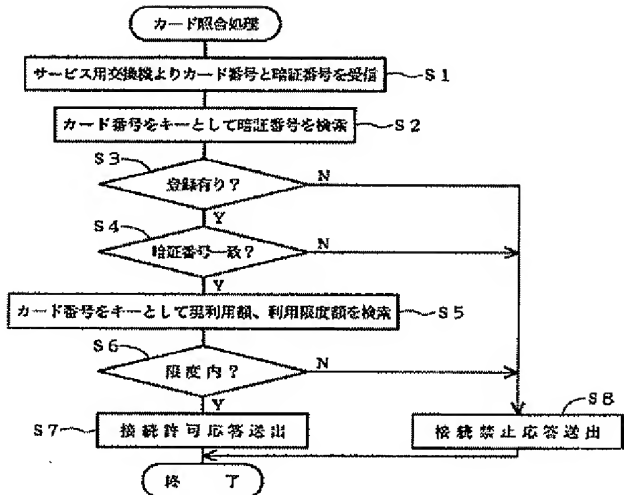 カード照合処理
サービス用交換機よりカード番号と暗証番号を受信
S1
カード番号をキーとして暗証番号を検索
S2
S3
登録有り?
N
Y
S4
暗証番号一致?
N
Y
カード番号をキーとして現利用額、利用限度額を検索
S5
S6
限度内?
N
Y
S7
接続許可応答送出
S8
接続禁止応答送出
終 了